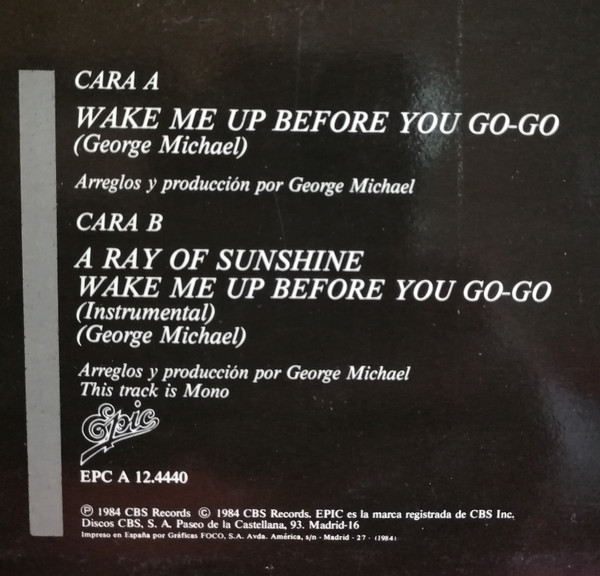 CARA A
WAKE ME UP BEFORE YOU GO-GO
(George Michael)
Arreglos y producción por George Michael
CARA B
A RAY OF SUNSHINE
WAKE ME UP BEFORE YOU GO-GO
(Instrumental)
(George Michael)
Arreglos y producción por George Michael
This track is Mono
Epic
EPC A 12.4440
℗ 1984 CBS Records © 1984 CBS Records. EPIC es la marca registrada de CBS Inc.
Discos CBS, S. A. Paseo de la Castellana, 93. Madrid-16
Impreso en España por Gráficas FOCO, S.A. Avda. América, s/n - Madrid - 27 - (1984)